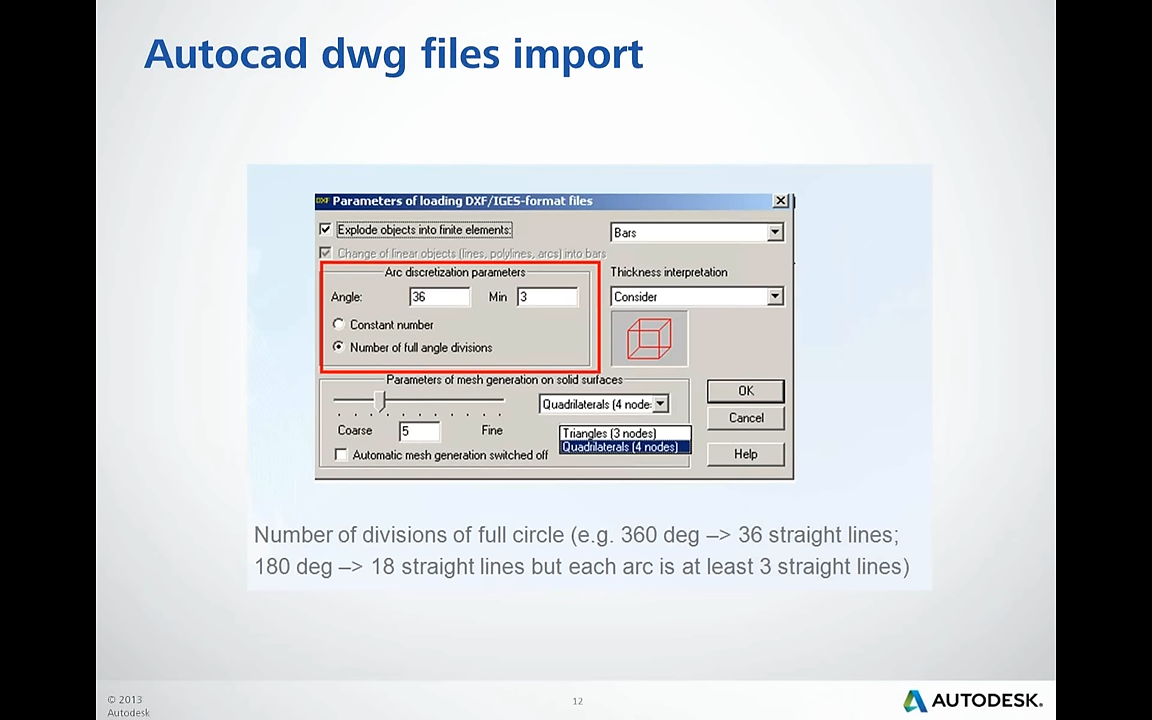 Autocad dwg files import
DXF Parameters of loading DXF/IGES-format files
Explode objects into finite elements:
Bars
Change of linear objects (lines, polylines, arcs) into bars
Arc discretization parameters
Thickness interpretation
Angle: 36 Min 3
Consider
Constant number
Number of full angle divisions
Parameters of mesh generation on solid surfaces
OK
Quadrilaterals (4 node:
Cancel
Coarse 5 Fine
Triangles (3 nodes)
Quadrilaterals (4 nodes)
Automatic mesh generation switched off
Help
Number of divisions of full circle (e.g. 360 deg –> 36 straight lines;
180 deg –> 18 straight lines but each arc is at least 3 straight lines)
© 2013
Autodesk
12
AUTODESK.